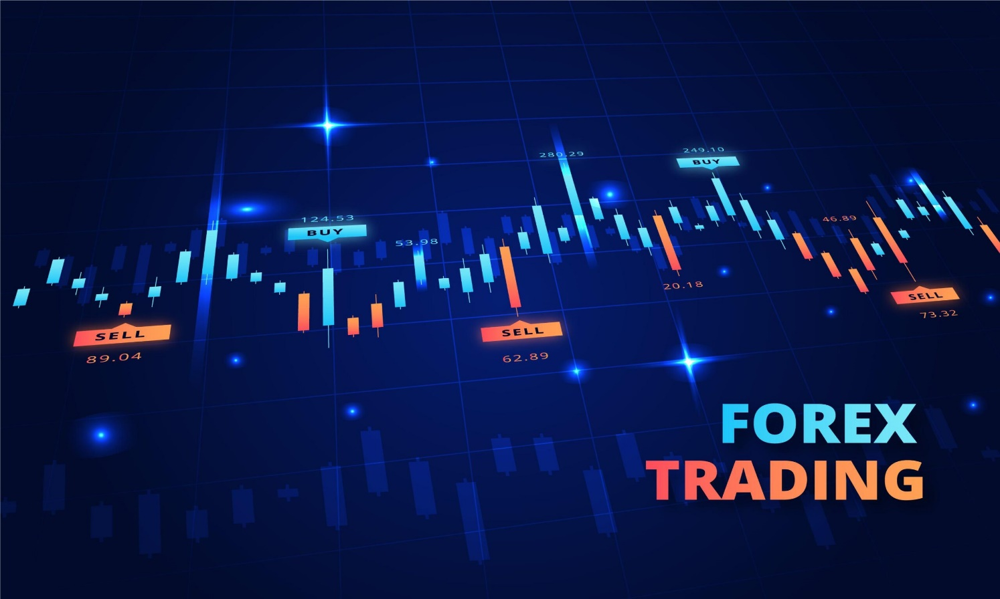 280.29
249.10
BUY
124.53
BUY
46.89
53.98
20.18
SELL
73.32
SELL
89.04
SELL
62.89
FOREX
TRADING